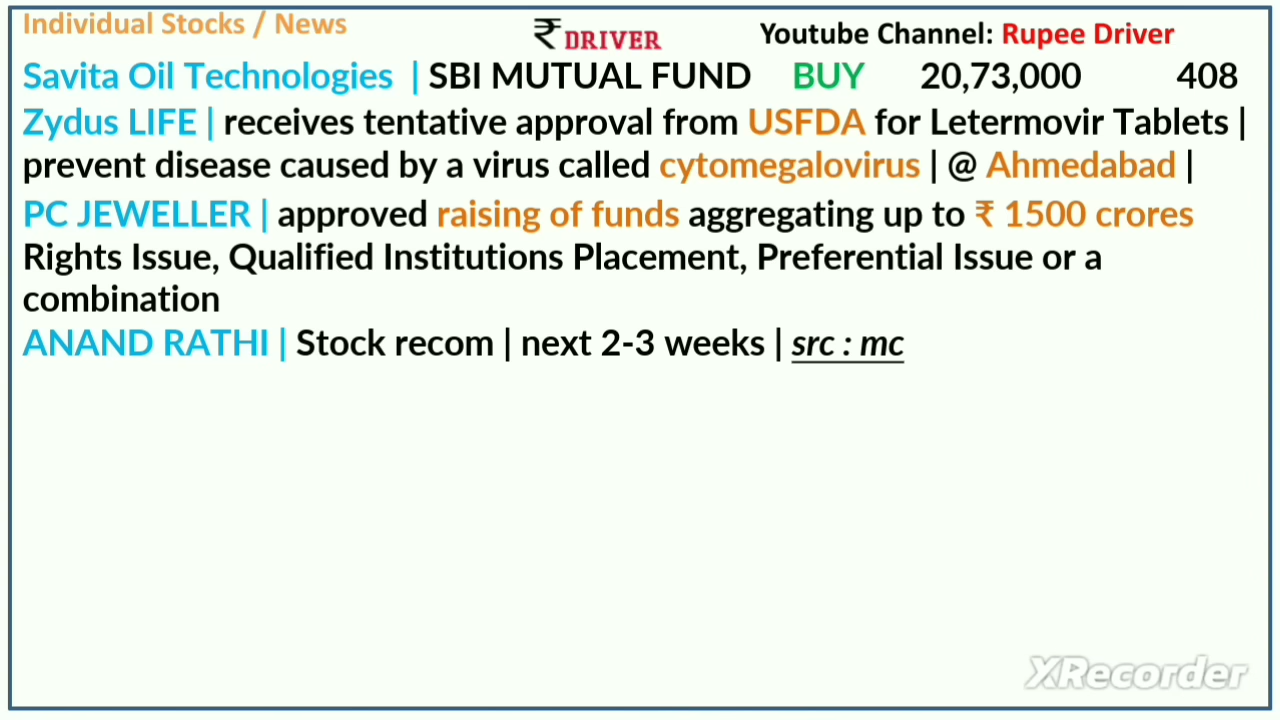 Individual Stocks / News
₹ DRIVER
Youtube Channel: Rupee Driver
Savita Oil Technologies | SBI MUTUAL FUND BUY 20,73,000 408
Zydus LIFE | receives tentative approval from USFDA for Letermovir Tablets |
prevent disease caused by a virus called cytomegalovirus | @ Ahmedabad |
PC JEWELLER | approved raising of funds aggregating up to ₹ 1500 crores
Rights Issue, Qualified Institutions Placement, Preferential Issue or a
combination
ANAND RATHI | Stock recom | next 2-3 weeks | src : mc
XRecorder